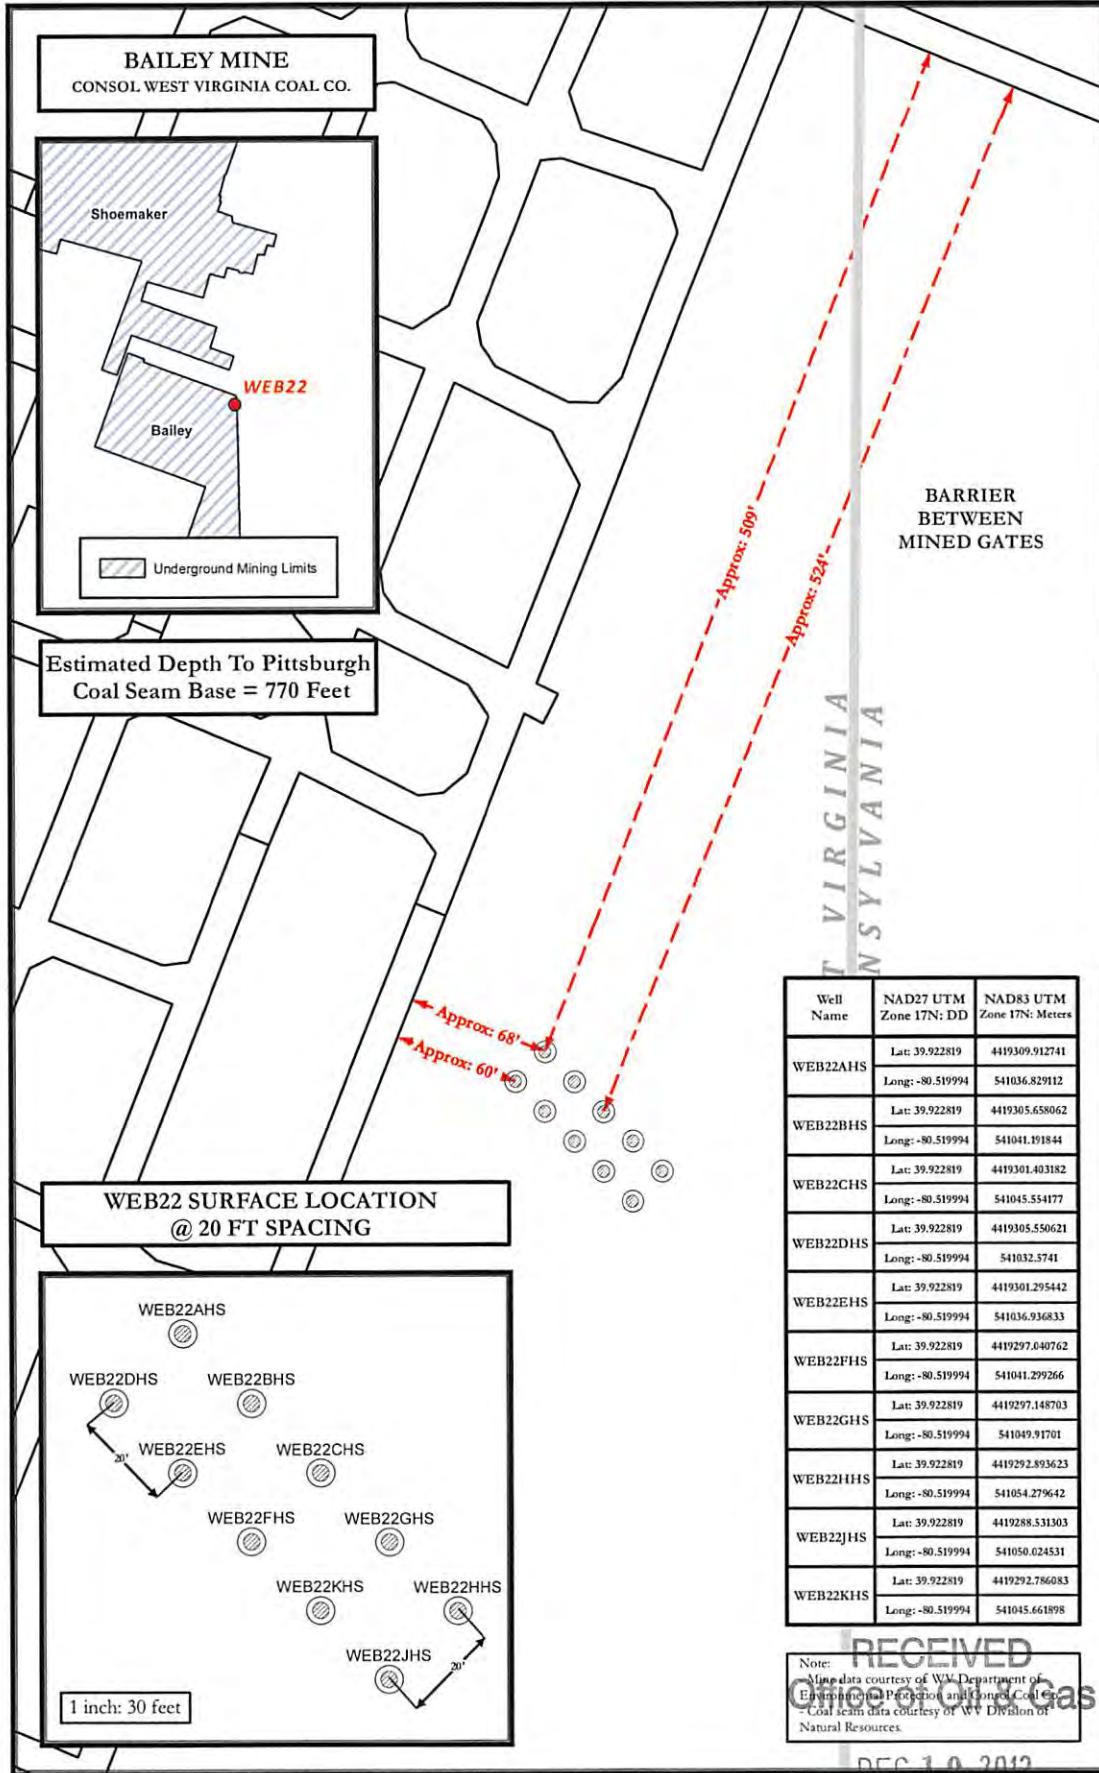 BAILEY MINE
CONSOL WEST VIRGINIA COAL CO.
Shoemaker
WEB22
Bailey
Underground Mining Limits
Estimated Depth To Pittsburgh
Coal Seam Base = 770 Feet
Approx: 509'
Approx: 524'
BARRIER
BETWEEN
MINED GATES
T VIRGINIA
NSYLVANIA
Approx: 68'
Approx: 60'
WEB22 SURFACE LOCATION
@ 20 FT SPACING
WEB22AHS
WEB22DHS WEB22BHS
20' WEB22EHS WEB22CHS
WEB22FHS WEB22GHS
WEB22KHS WEB22HHS
WEB22JHS 20'
1 inch: 30 feet
Well Name NAD27 UTM Zone 17N: DD NAD83 UTM Zone 17N: Meters
WEB22AHS Lat: 39.922819 4419309.912741
Long: -80.519994 541036.829112
WEB22BHS Lat: 39.922819 4419305.658062
Long: -80.519994 541041.191844
WEB22CHS Lat: 39.922819 4419301.403182
Long: -80.519994 541045.554177
WEB22DHS Lat: 39.922819 4419305.550621
Long: -80.519994 541032.5741
WEB22EHS Lat: 39.922819 4419301.295442
Long: -80.519994 541036.936833
WEB22FHS Lat: 39.922819 4419297.040762
Long: -80.519994 541041.299266
WEB22GHS Lat: 39.922819 4419297.148703
Long: -80.519994 541049.91701
WEB22HHS Lat: 39.922819 4419292.893623
Long: -80.519994 541054.279642
WEB22JHS Lat: 39.922819 4419288.531303
Long: -80.519994 541050.024531
WEB22KHS Lat: 39.922819 4419292.786083
Long: -80.519994 541045.661898
RECEIVED
Office of Oil & Gas
Note:
- Mine data courtesy of WV Department of
Environmental Protection and Consol Coal Co.
- Coal seam data courtesy of WV Division of
Natural Resources.
DEC 10 2012